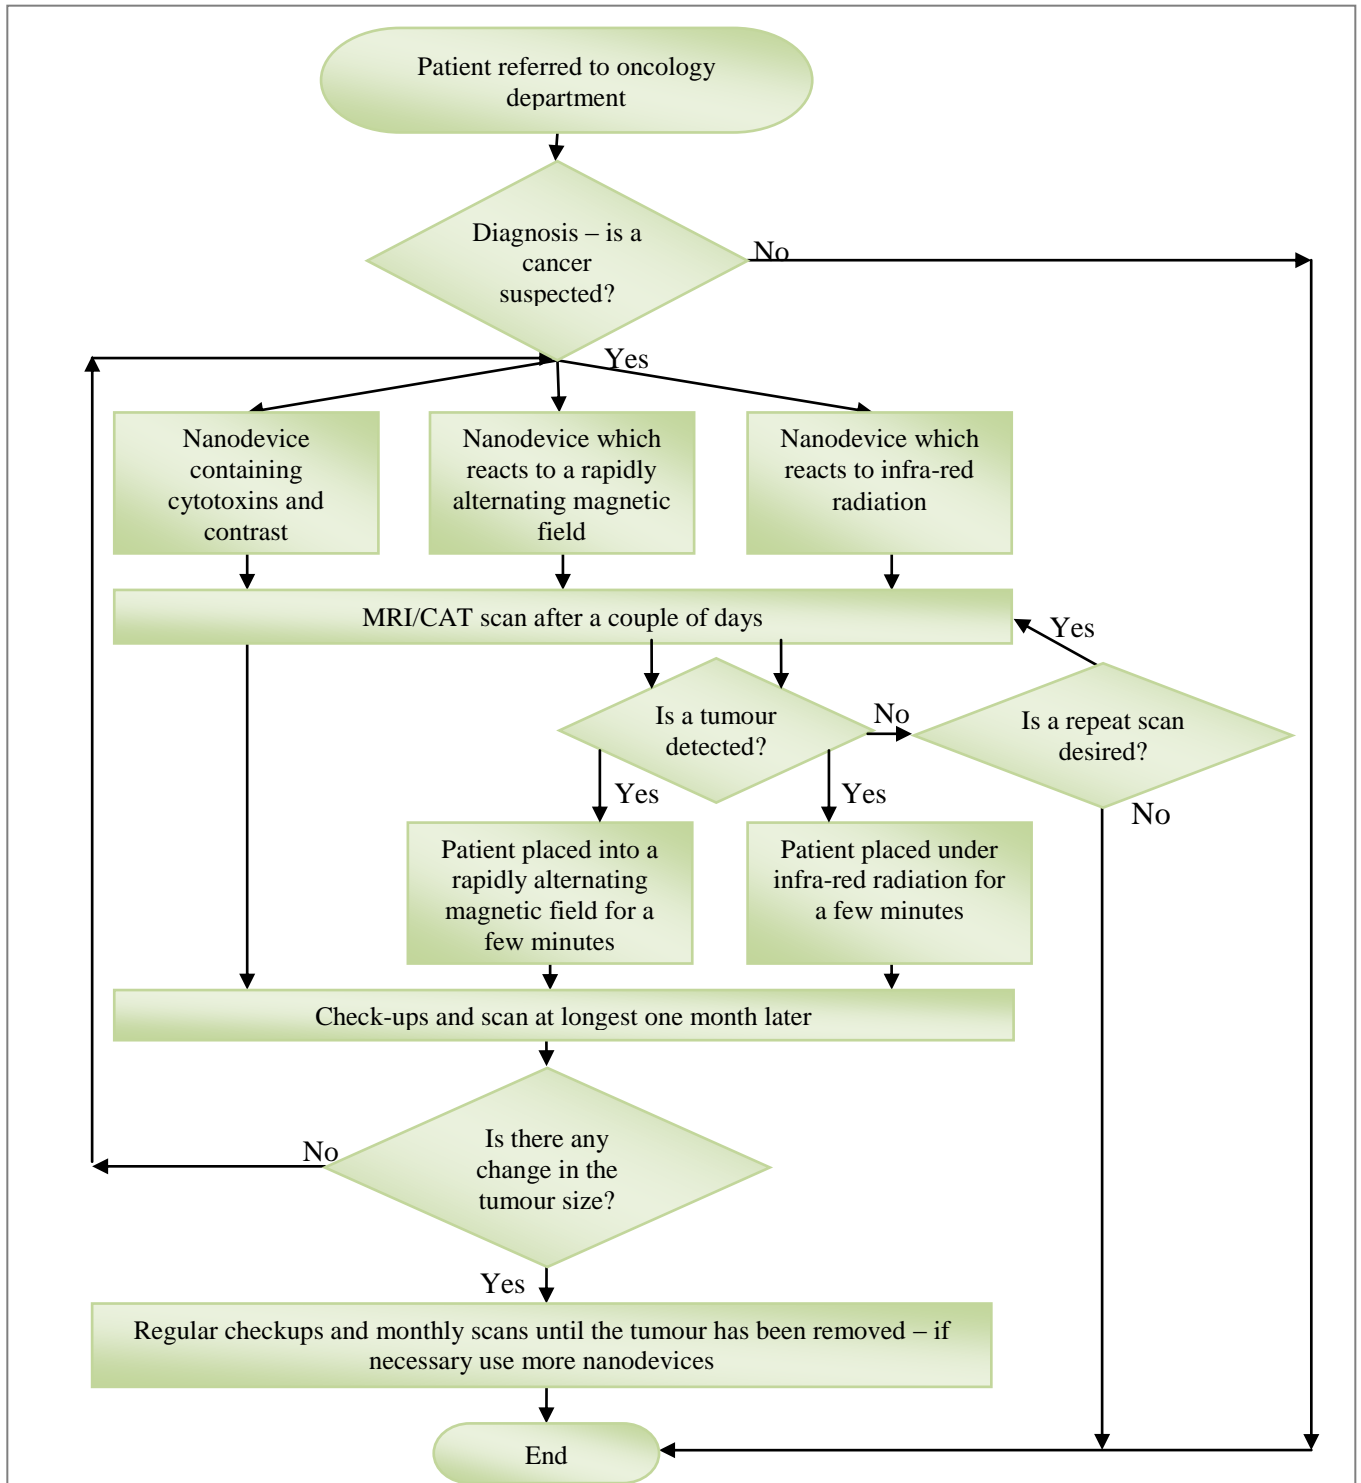 Patient referred to oncology
department
Diagnosis – is a
cancer
suspected?
No
Yes
Nanodevice
containing
cytotoxins and
contrast
Nanodevice which
reacts to a rapidly
alternating magnetic
field
Nanodevice which
reacts to infra-red
radiation
MRI/CAT scan after a couple of days
Yes
Is a tumour
detected?
No
Is a repeat scan
desired?
Yes
Yes
No
Patient placed into a
rapidly alternating
magnetic field for a
few minutes
Patient placed under
infra-red radiation for
a few minutes
Check-ups and scan at longest one month later
No
Is there any
change in the
tumour size?
Yes
Regular checkups and monthly scans until the tumour has been removed – if
necessary use more nanodevices
End